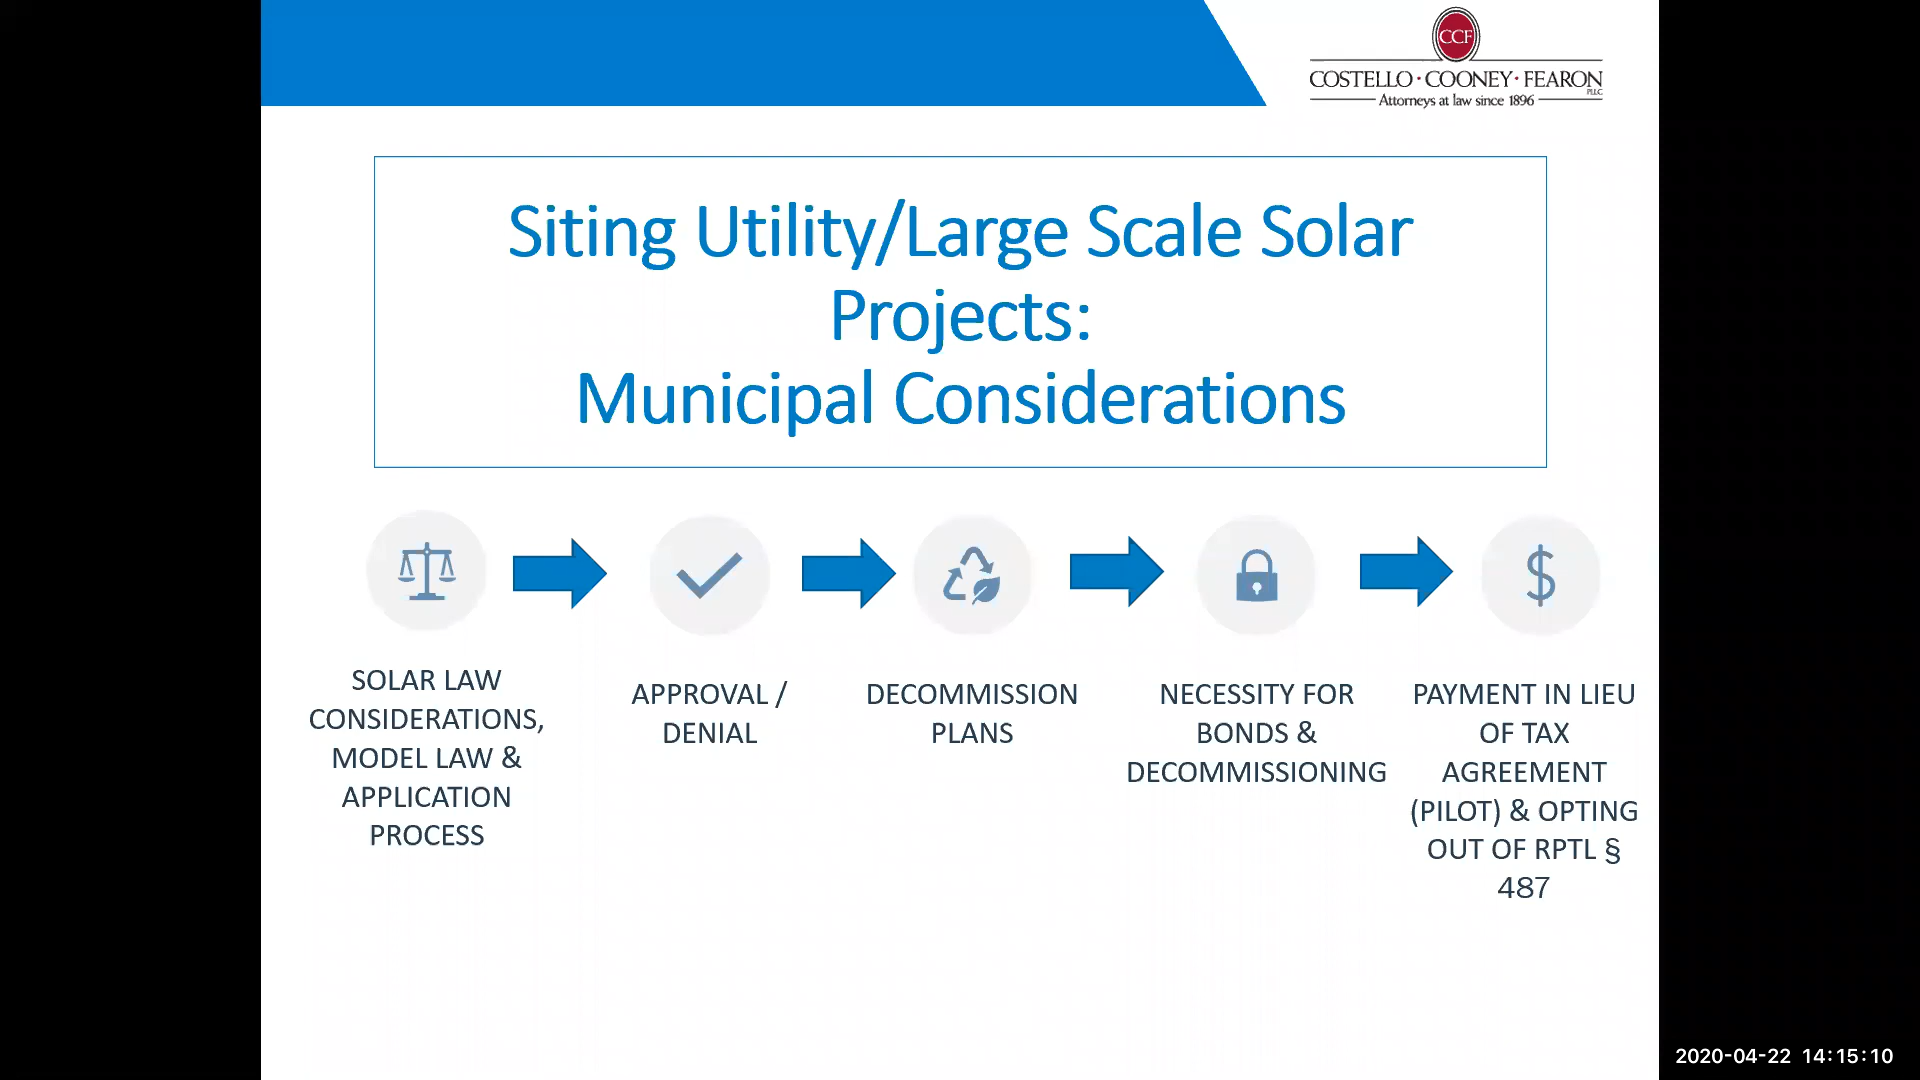 CCF
COSTELLO · COONEY · FEARON
PLLC
Attorneys at law since 1896
Siting Utility/Large Scale Solar
Projects:
Municipal Considerations
SOLAR LAW
CONSIDERATIONS,
MODEL LAW &
APPLICATION
PROCESS
APPROVAL /
DENIAL
DECOMMISSION
PLANS
NECESSITY FOR
BONDS &
DECOMMISSIONING
PAYMENT IN LIEU
OF TAX
AGREEMENT
(PILOT) & OPTING
OUT OF RPTL §
487
2020-04-22 14:15:10